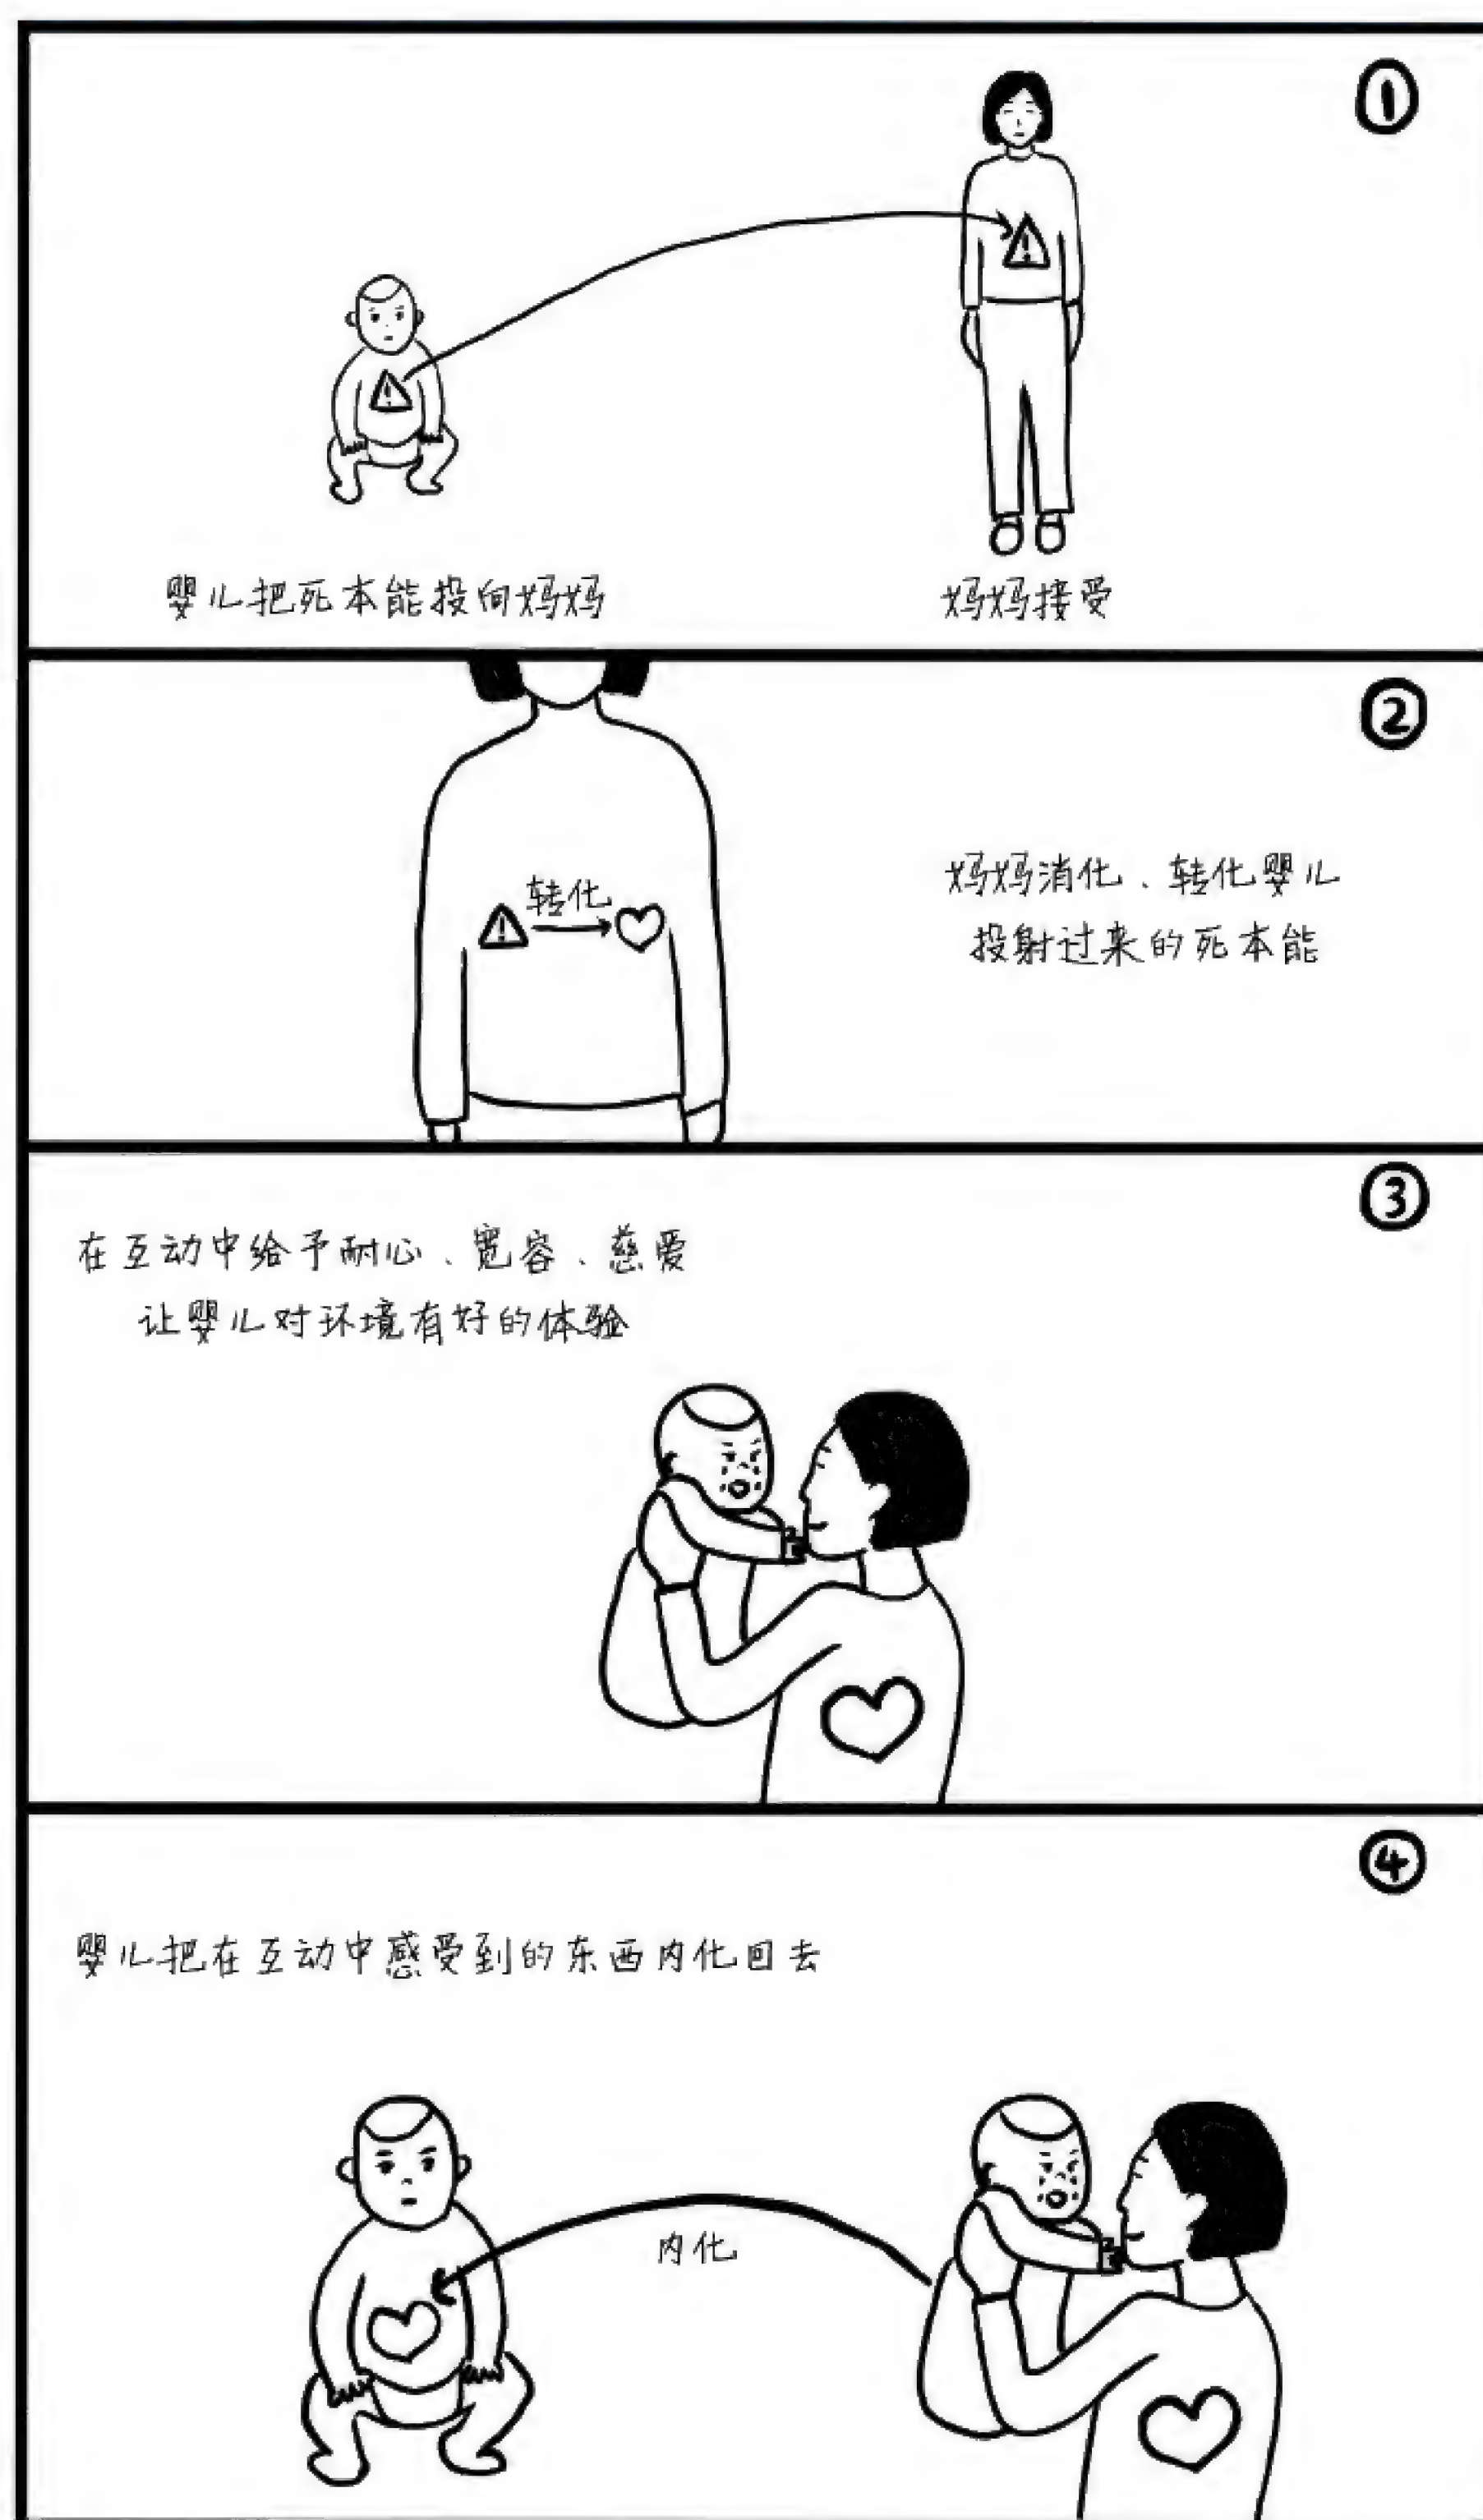 ①
婴儿把死本能投向妈妈
妈妈接受
②
转化
妈妈消化、转化婴儿
投射过来的死本能
③
在互动中给予耐心、宽容、慈爱
让婴儿对环境有好的体验
④
婴儿把在互动中感受到的东西内化回去
内化